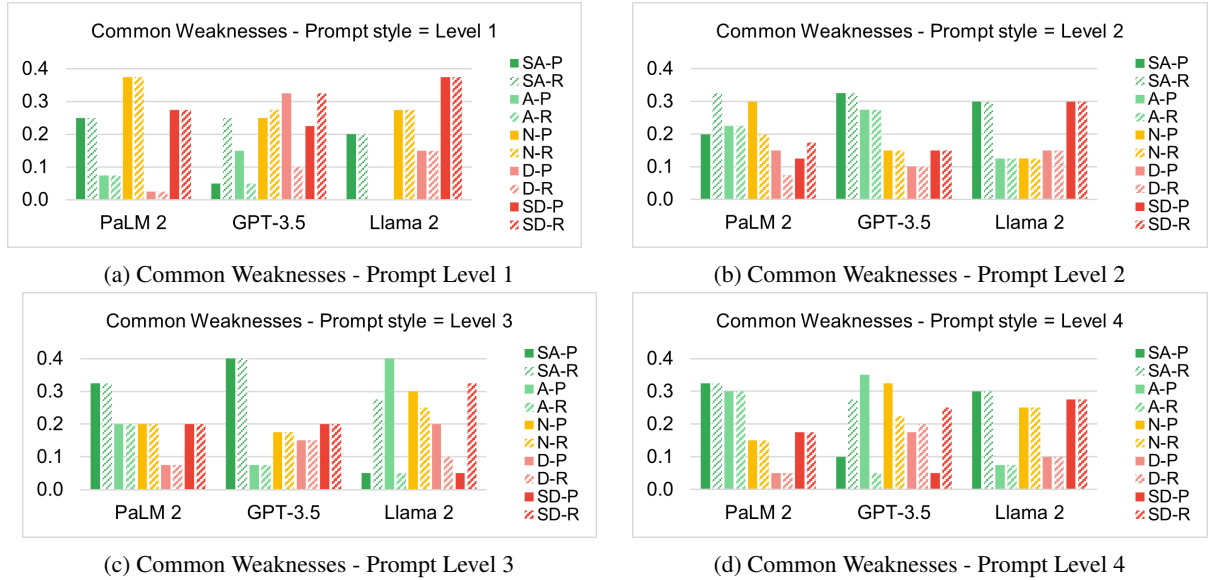 Common Weaknesses - Prompt style = Level 1
0.4
0.3
0.2
0.1
0.0
PaLM 2
GPT-3.5
Llama 2
SA-P
SA-R
A-P
A-R
N-P
N-R
D-P
D-R
SD-P
SD-R
(a) Common Weaknesses - Prompt Level 1
Common Weaknesses - Prompt style = Level 2
0.4
0.3
0.2
0.1
0.0
PaLM 2
GPT-3.5
Llama 2
SA-P
SA-R
A-P
A-R
N-P
N-R
D-P
D-R
SD-P
SD-R
(b) Common Weaknesses - Prompt Level 2
Common Weaknesses - Prompt style = Level 3
0.4
0.3
0.2
0.1
0.0
PaLM 2
GPT-3.5
Llama 2
SA-P
SA-R
A-P
A-R
N-P
N-R
D-P
D-R
SD-P
SD-R
(c) Common Weaknesses - Prompt Level 3
Common Weaknesses - Prompt style = Level 4
0.4
0.3
0.2
0.1
0.0
PaLM 2
GPT-3.5
Llama 2
SA-P
SA-R
A-P
A-R
N-P
N-R
D-P
D-R
SD-P
SD-R
(d) Common Weaknesses - Prompt Level 4